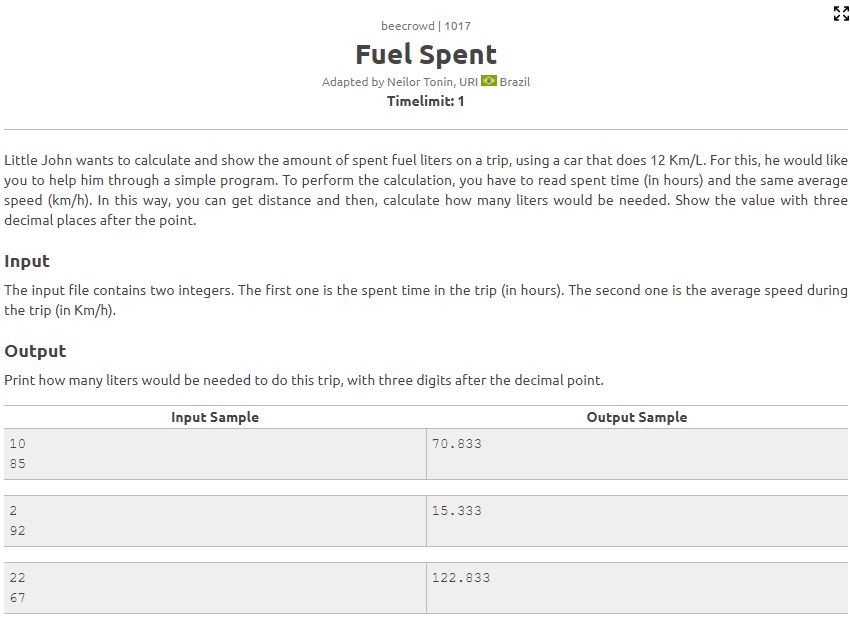 beecrowd | 1017
Fuel Spent
Adapted by Neilor Tonin, URI Brazil
Timelimit: 1
Little John wants to calculate and show the amount of spent fuel liters on a trip, using a car that does 12 Km/L. For this, he would like
you to help him through a simple program. To perform the calculation, you have to read spent time (in hours) and the same average
speed (km/h). In this way, you can get distance and then, calculate how many liters would be needed. Show the value with three
decimal places after the point.
Input
The input file contains two integers. The first one is the spent time in the trip (in hours). The second one is the average speed during
the trip (in Km/h).
Output
Print how many liters would be needed to do this trip, with three digits after the decimal point.
Input Sample Output Sample
10 70.833
85
2 15.333
92
22 122.833
67